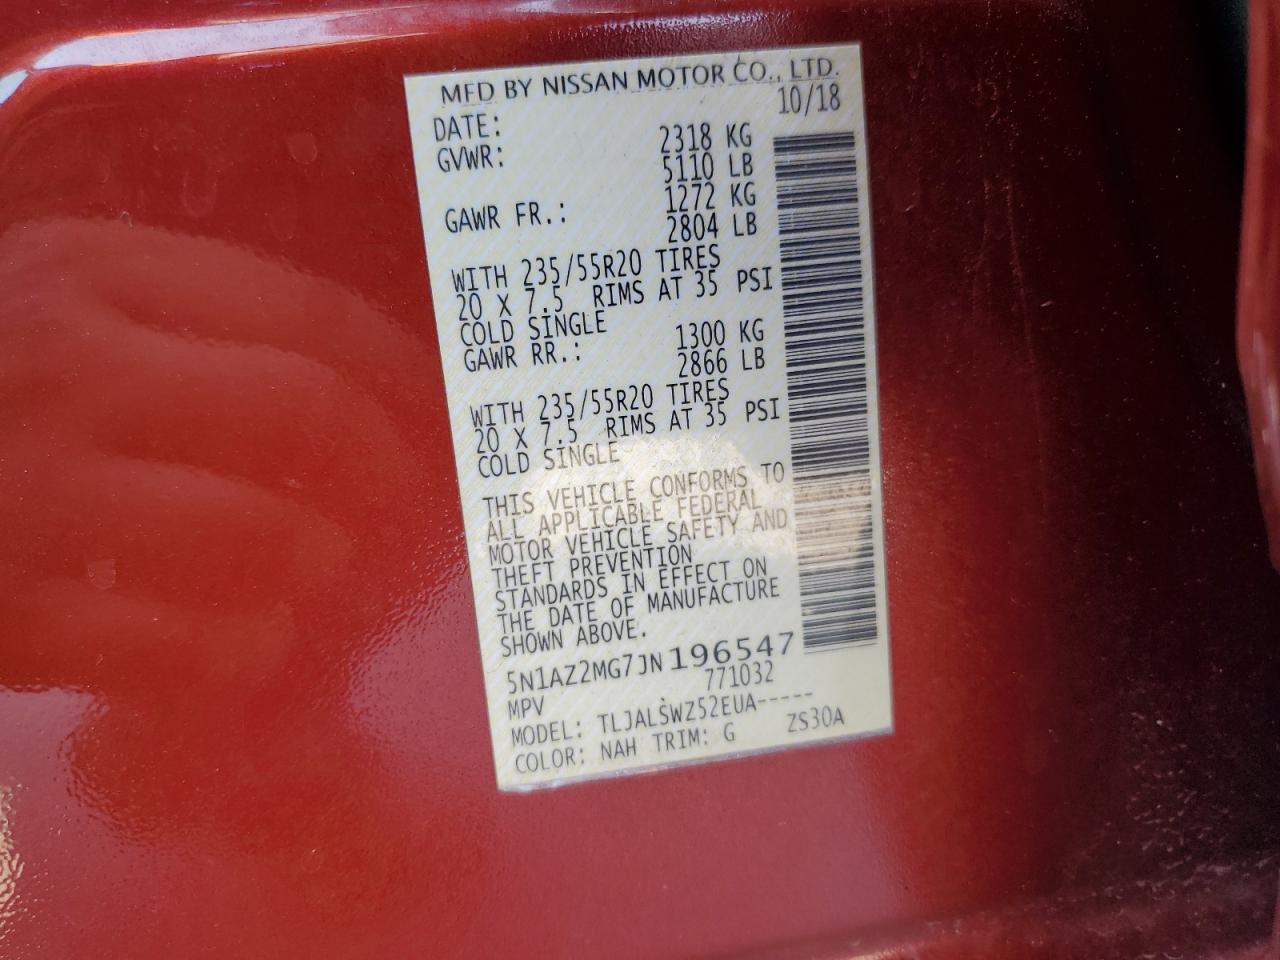 MFD BY NISSAN MOTOR CO., LTD.
DATE: 10/18
GVWR: 2318 KG
5110 LB
GAWR FR.: 1272 KG
2804 LB
WITH 235/55R20 TIRES
20 X 7.5 RIMS AT 35 PSI
COLD SINGLE
GAWR RR.: 1300 KG
2866 LB
WITH 235/55R20 TIRES
20 X 7.5 RIMS AT 35 PSI
COLD SINGLE
THIS VEHICLE CONFORMS TO
ALL APPLICABLE FEDERAL
MOTOR VEHICLE SAFETY AND
THEFT PREVENTION
STANDARDS IN EFFECT ON
THE DATE OF MANUFACTURE
SHOWN ABOVE.
5N1AZ2MG7JN196547
MPV 771032
MODEL: TLJALSWZ52EUA-----
COLOR: NAH TRIM: G ZS30A